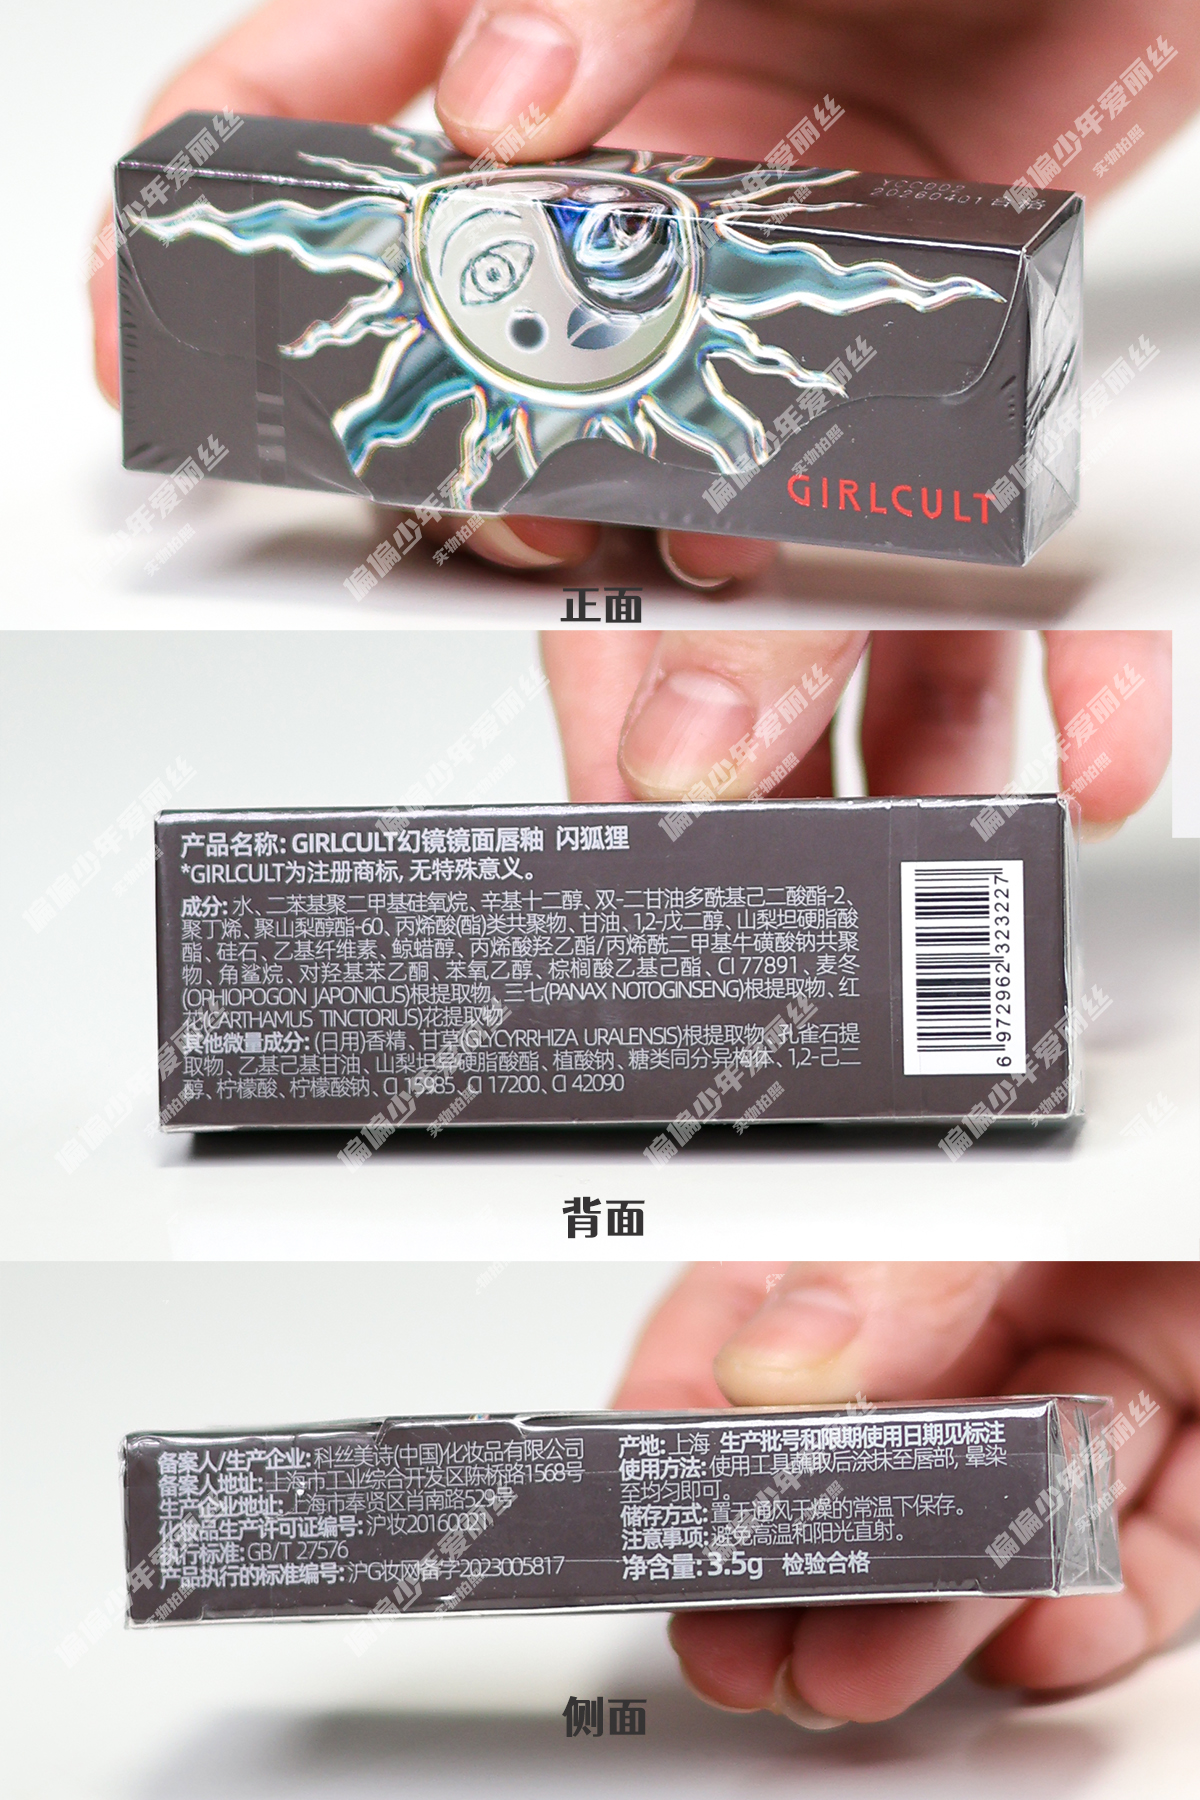 YCC002
20260401 合格
GIRLCULT
正面
产品名称: GIRLCULT幻镜镜面唇釉 闪狐狸
*GIRLCULT为注册商标, 无特殊意义。
成分: 水、二苯基聚二甲基硅氧烷、辛基十二醇、双-二甘油多酰基己二酸酯-2、
聚丁烯、聚山梨醇酯-60、丙烯酸(酯)类共聚物、甘油、1,2-戊二醇、山梨坦硬脂酸
酯、硅石、乙基纤维素、鲸蜡醇、丙烯酸羟乙酯/丙烯酰二甲基牛磺酸钠共聚
物、角鲨烷、对羟基苯乙酮、苯氧乙醇、棕榈酸乙基己酯、CI 77891、麦冬
(OPHIOPOGON JAPONICUS)根提取物、三七(PANAX NOTOGINSENG)根提取物、红
花(CARTHAMUS TINCTORIUS)花提取物
其他微量成分: (日用)香精、甘草(GLYCYRRHIZA URALENSIS)根提取物、孔雀石提
取物、乙基己基甘油、山梨坦异硬脂酸酯、植酸钠、糖类同分异构体、1,2-己二
醇、柠檬酸、柠檬酸钠、CI 15985、CI 17200、CI 42090
6 972962 323227
背面
备案人/生产企业: 科丝美诗(中国)化妆品有限公司
备案人地址: 上海市工业综合开发区陈桥路1568号
生产企业地址: 上海市奉贤区肖南路529号
化妆品生产许可证编号: 沪妆20160021
执行标准: GB/T 27576
产品执行的标准编号: 沪G妆网备字2023005817
产地: 上海 生产批号和限期使用日期见标注
使用方法: 使用工具蘸取后涂抹至唇部, 晕染
至均匀即可。
储存方式: 置于通风干燥的常温下保存。
注意事项: 避免高温和阳光直射。
净含量: 3.5g 检验合格
侧面
偏偏少年爱丽丝
实物拍照